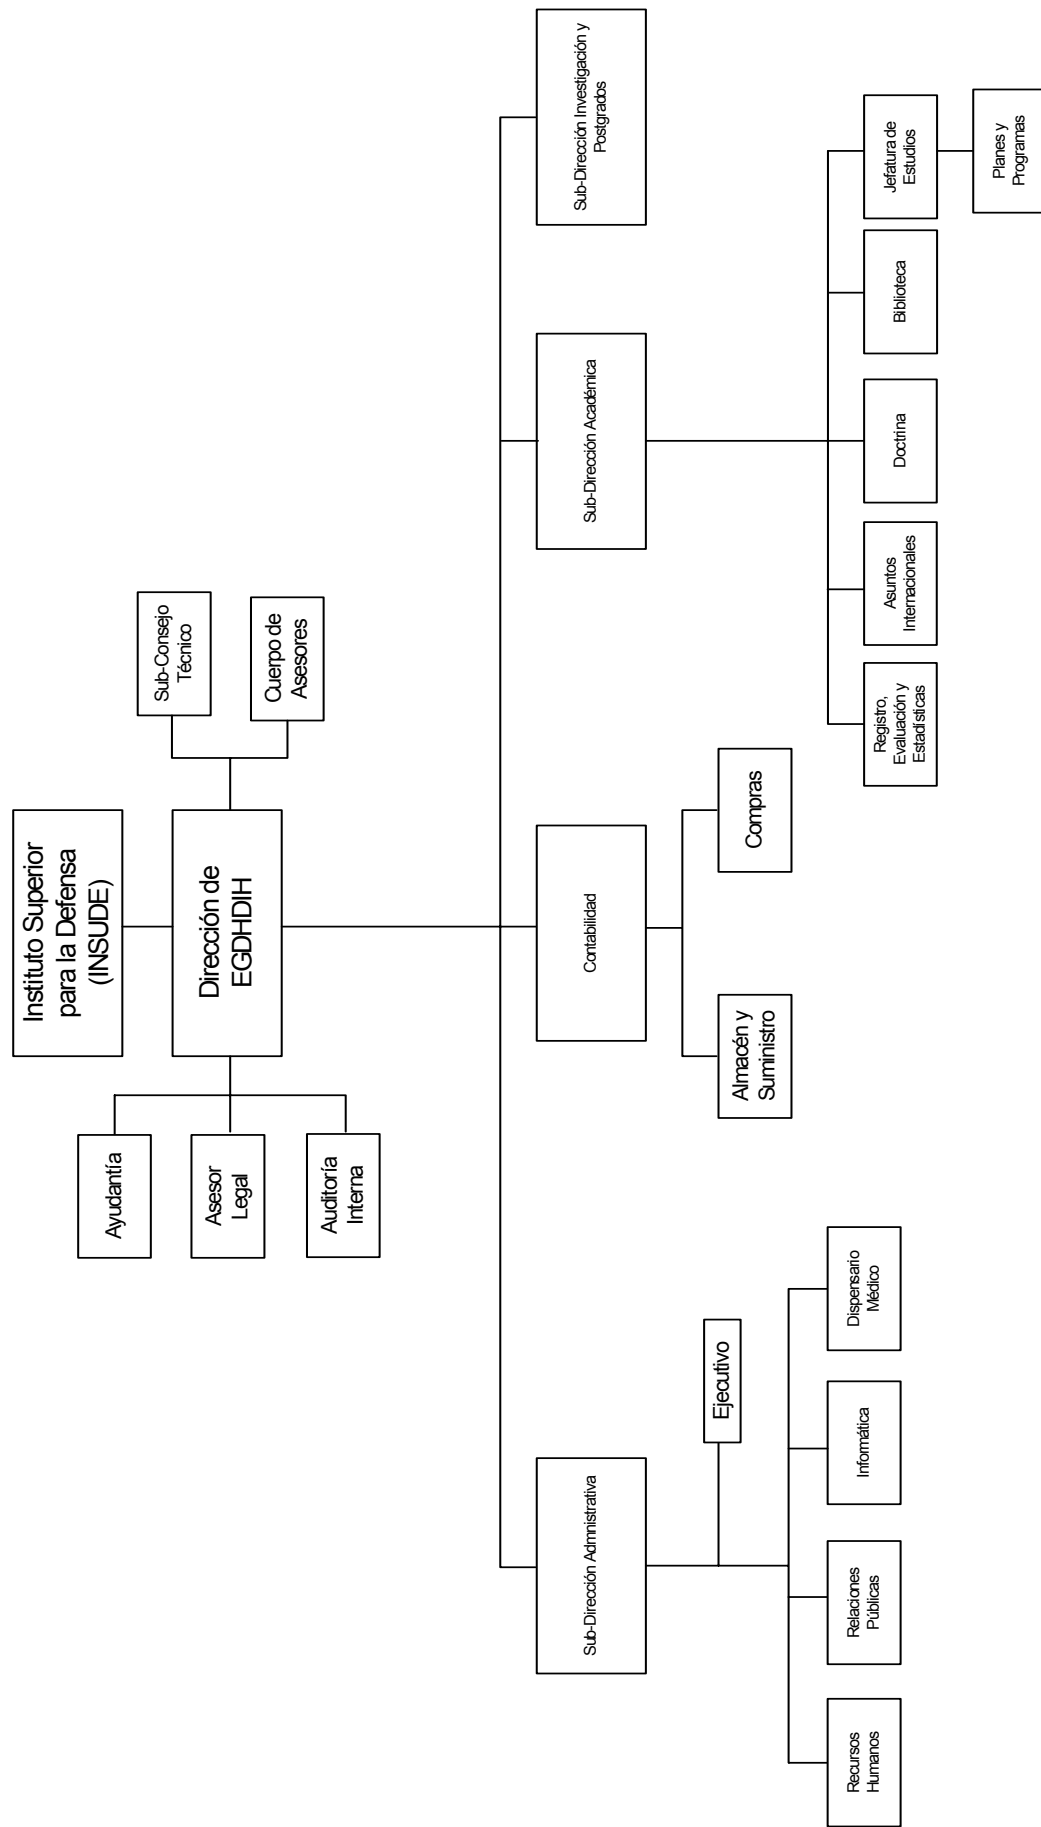 Instituto Superior
para la Defensa
(INSUDE)
Dirección de
EGDHDIH
Ayudantía
Asesor
Legal
Auditoría
Interna
Sub-Consejo
Técnico
Cuerpo de
Asesores
Sub-Dirección Admnistrativa
Contabilidad
Sub-Dirección Académica
Sub-Dirección Investigación y
Postgrados
Ejecutivo
Recursos
Humanos
Relaciones
Públicas
Informática
Dispensario
Médico
Almacén y
Suministro
Compras
Registro,
Evaluación y
Estadísticas
Asuntos
Internacionales
Doctrina
Biblioteca
Jefatura de
Estudios
Planes y
Programas